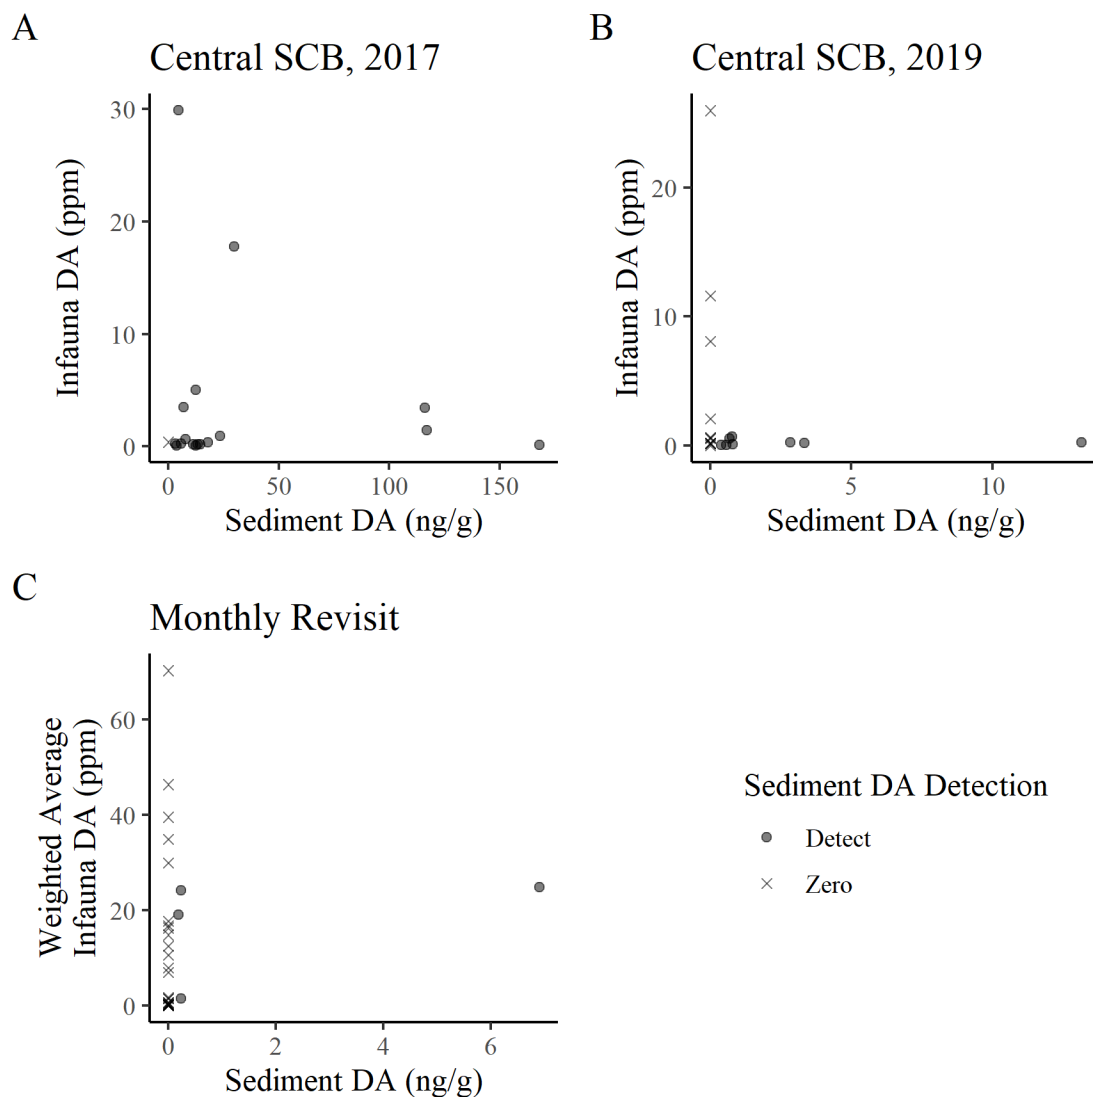 A
Central SCB, 2017
Infauna DA (ppm)
30
20
10
0
0 50 100 150
Sediment DA (ng/g)
B
Central SCB, 2019
Infauna DA (ppm)
20
10
0
0 5 10
Sediment DA (ng/g)
C
Monthly Revisit
Weighted Average
Infauna DA (ppm)
60
40
20
0
0 2 4 6
Sediment DA (ng/g)
Sediment DA Detection
Detect
Zero